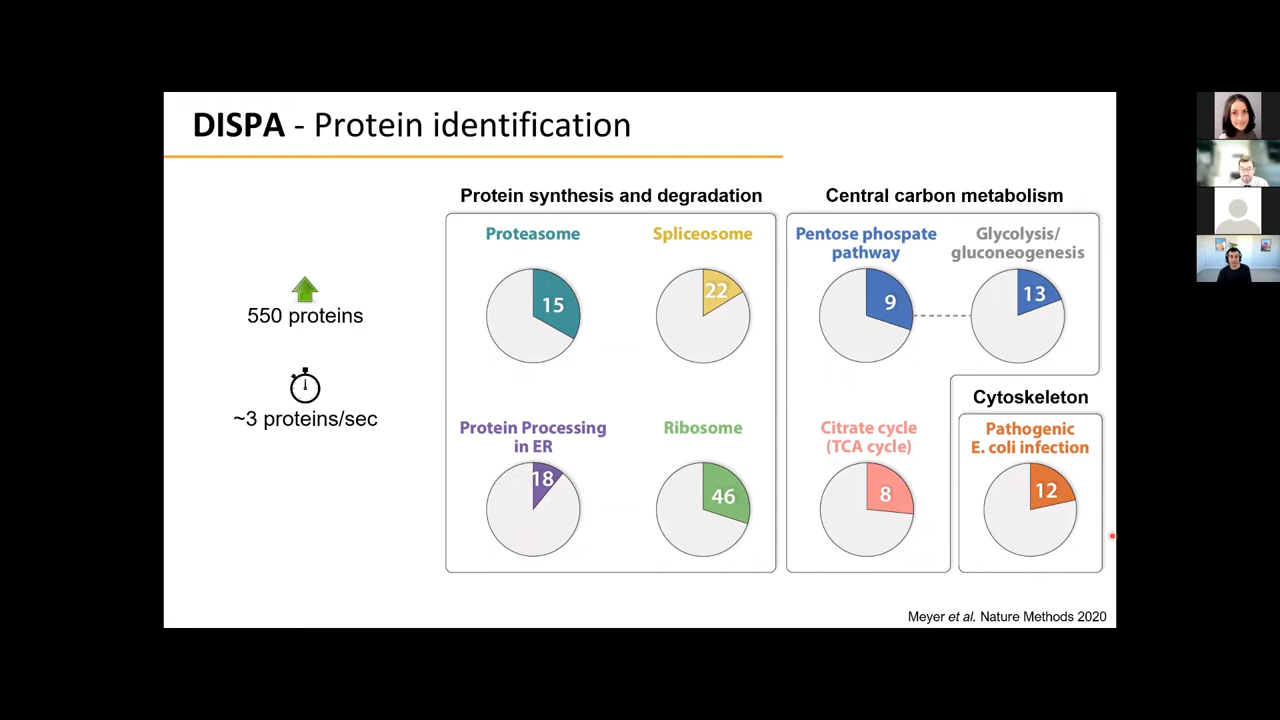 DISPA - Protein identification
550 proteins
~3 proteins/sec
Protein synthesis and degradation
Proteasome
15
Spliceosome
22
Protein Processing
in ER
18
Ribosome
46
Central carbon metabolism
Pentose phospate
pathway
9
Glycolysis/
gluconeogenesis
13
Citrate cycle
(TCA cycle)
8
Cytoskeleton
Pathogenic
E. coli infection
12
Meyer et al. Nature Methods 2020